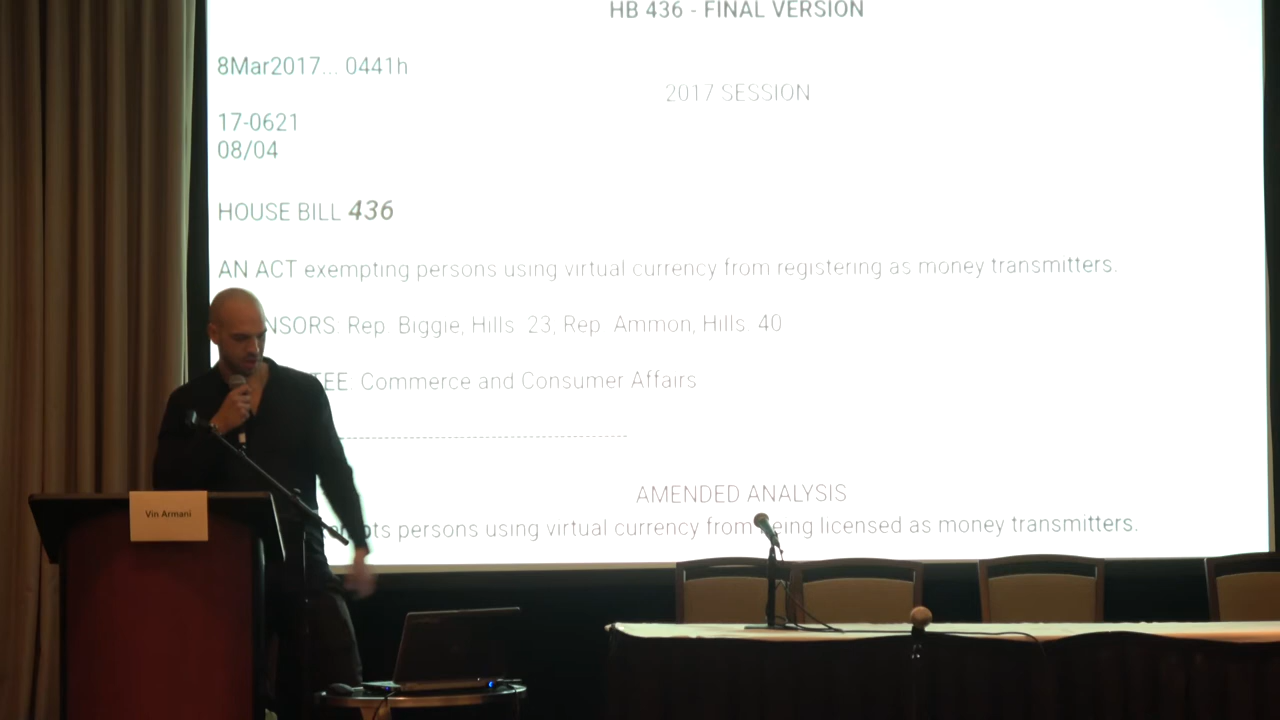 HB 436 - FINAL VERSION
8Mar2017... 0441h
2017 SESSION
17-0621
08/04
HOUSE BILL 436
AN ACT exempting persons using virtual currency from registering as money transmitters.
NSORS: Rep. Biggie, Hills. 23; Rep. Ammon, Hills. 40
TEE: Commerce and Consumer Affairs
AMENDED ANALYSIS
pts persons using virtual currency from being licensed as money transmitters.
Vin Armani